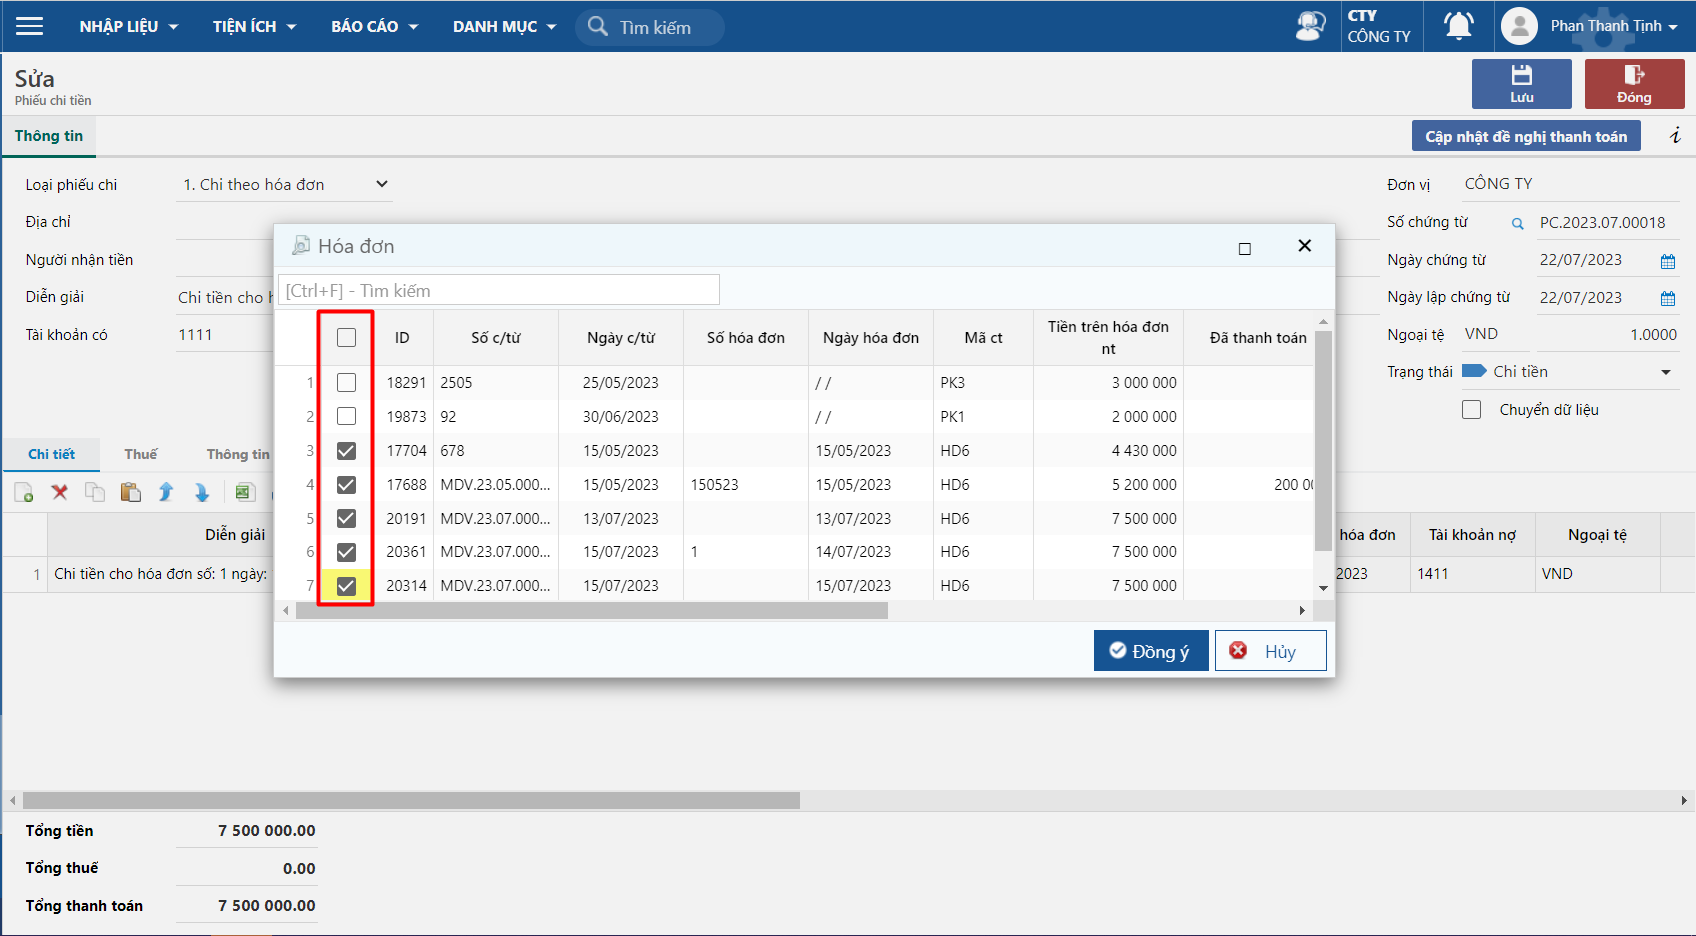 NHẬP LIỆU
TIỆN ÍCH
BÁO CÁO
DANH MỤC
Tìm kiếm
CTY
CÔNG TY
Phan Thanh Tịnh
Sửa
Phiếu chi tiền
Lưu
Đóng
Thông tin
Cập nhật đề nghị thanh toán
i
Loại phiếu chi
1. Chi theo hóa đơn
Địa chỉ
Người nhận tiền
Diễn giải
Chi tiền cho
Tài khoản có
1111
Đơn vị
CÔNG TY
Số chứng từ
PC.2023.07.00018
Ngày chứng từ
22/07/2023
Ngày lập chứng từ
22/07/2023
Ngoại tệ
VND
1.0000
Trạng thái
Chi tiền
Chuyển dữ liệu
Hóa đơn
[Ctrl+F] - Tìm kiếm
ID Số c/từ Ngày c/từ Số hóa đơn Ngày hóa đơn Mã ct Tiền trên hóa đơn nt Đã thanh toán
1 18291 2505 25/05/2023 / / PK3 3 000 000
2 19873 92 30/06/2023 / / PK1 2 000 000
3 17704 678 15/05/2023 15/05/2023 HD6 4 430 000
4 17688 MDV.23.05.000... 15/05/2023 150523 15/05/2023 HD6 5 200 000 200
5 20191 MDV.23.07.000... 13/07/2023 13/07/2023 HD6 7 500 000
6 20361 MDV.23.07.000... 15/07/2023 1 14/07/2023 HD6 7 500 000
7 20314 MDV.23.07.000... 15/07/2023 15/07/2023 HD6 7 500 000
Đồng ý
Hủy
Chi tiết
Thuế
Thông tin
Diễn giải
hóa đơn
Tài khoản nợ
Ngoại tệ
1 Chi tiền cho hóa đơn số: 1 ngày:
2023
1411
VND
Tổng tiền
7 500 000.00
Tổng thuế
0.00
Tổng thanh toán
7 500 000.00